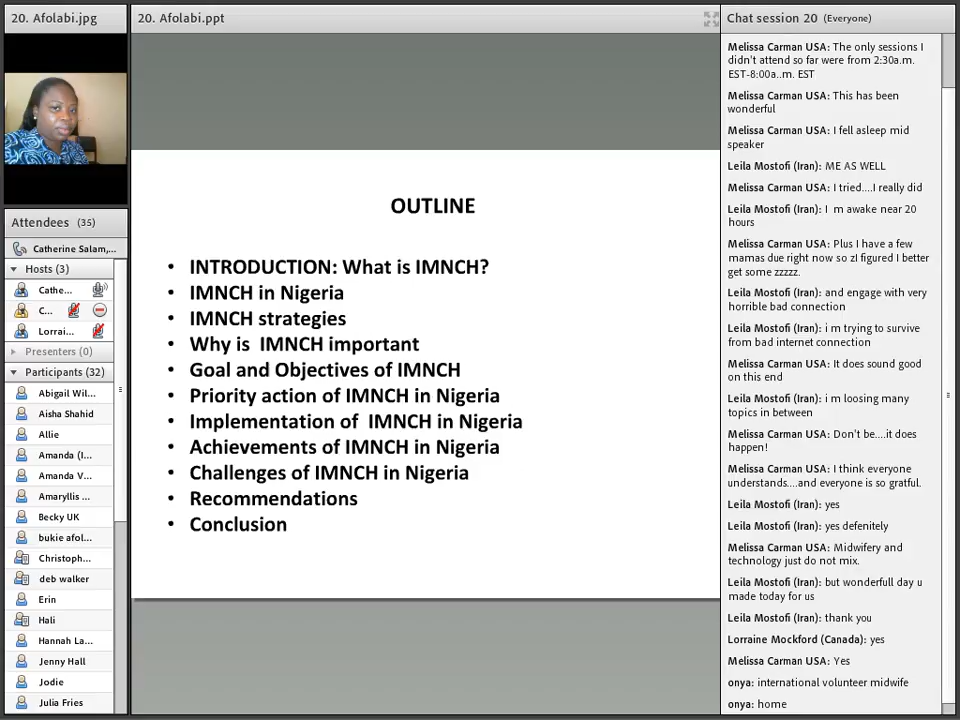 20. Afolabi.jpg
Attendees (35)
Catherine Salam,...
Hosts (3)
Cathe...
C...
Lorrai...
Presenters (0)
Participants (32)
Abigail Wil...
Aisha Shahid
Allie
Amanda (I...
Amanda V...
Amaryllis ...
Becky UK
bukie afol...
Christoph...
deb walker
Erin
Hali
Hannah La...
Jenny Hall
Jodie
Julia Fries
20. Afolabi.ppt
OUTLINE
• INTRODUCTION: What is IMNCH?
• IMNCH in Nigeria
• IMNCH strategies
• Why is IMNCH important
• Goal and Objectives of IMNCH
• Priority action of IMNCH in Nigeria
• Implementation of IMNCH in Nigeria
• Achievements of IMNCH in Nigeria
• Challenges of IMNCH in Nigeria
• Recommendations
• Conclusion
Chat session 20 (Everyone)
Melissa Carman USA: The only sessions I
didn't attend so far were from 2:30a.m.
EST-8:00a..m. EST
Melissa Carman USA: This has been
wonderful
Melissa Carman USA: I fell asleep mid
speaker
Leila Mostofi (Iran): ME AS WELL
Melissa Carman USA: I tried....I really did
Leila Mostofi (Iran): I m awake near 20
hours
Melissa Carman USA: Plus I have a few
mamas due right now so zI figured I better
get some zzzzz.
Leila Mostofi (Iran): and engage with very
horrible bad connection
Leila Mostofi (Iran): i m trying to survive
from bad internet connection
Melissa Carman USA: It does sound good
on this end
Leila Mostofi (Iran): i m loosing many
topics in between
Melissa Carman USA: Don't be....it does
happen!
Melissa Carman USA: I think everyone
understands....and everyone is so gratful.
Leila Mostofi (Iran): yes
Leila Mostofi (Iran): yes defenitely
Melissa Carman USA: Midwifery and
technology just do not mix.
Leila Mostofi (Iran): but wonderfull day u
made today for us
Leila Mostofi (Iran): thank you
Lorraine Mockford (Canada): yes
Melissa Carman USA: Yes
onya: international volunteer midwife
onya: home